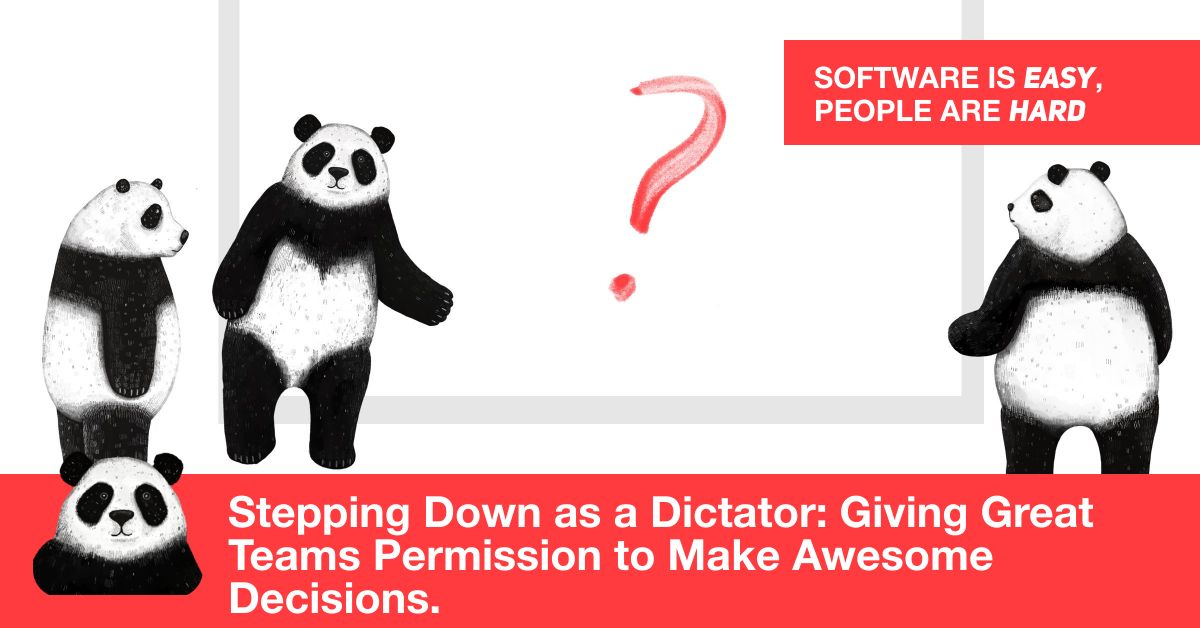 SOFTWARE IS EASY,
PEOPLE ARE HARD
?
Stepping Down as a Dictator: Giving Great
Teams Permission to Make Awesome
Decisions.